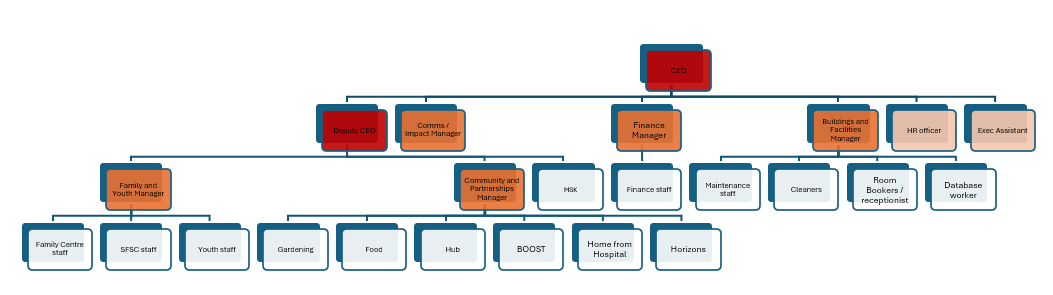 CEO
Deputy CEO
Comms /
Impact Manager
Finance
Manager
Buildings and
Facilities
Manager
HR officer
Exec Assistant
Family and
Youth Manager
Community and
Partnerships
Manager
MSK
Finance staff
Maintenance
staff
Cleaners
Room
Bookers /
receptionist
Database
worker
Family Centre
staff
SFSC staff
Youth staff
Gardening
Food
Hub
BOOST
Home from
Hospital
Horizons